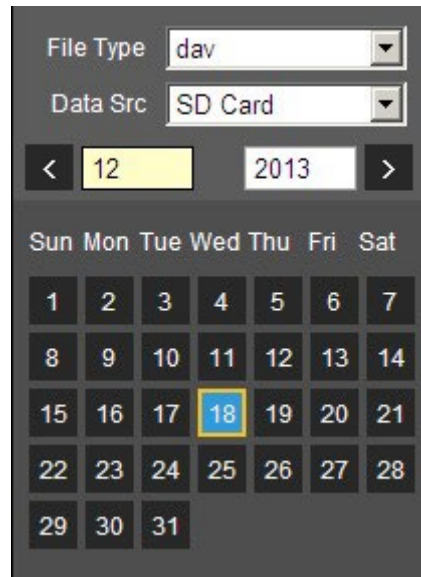 File Type dav
Data Src SD Card
< 12 2013 >
Sun Mon Tue Wed Thu Fri Sat
1 2 3 4 5 6 7
8 9 10 11 12 13 14
15 16 17 18 19 20 21
22 23 24 25 26 27 28
29 30 31